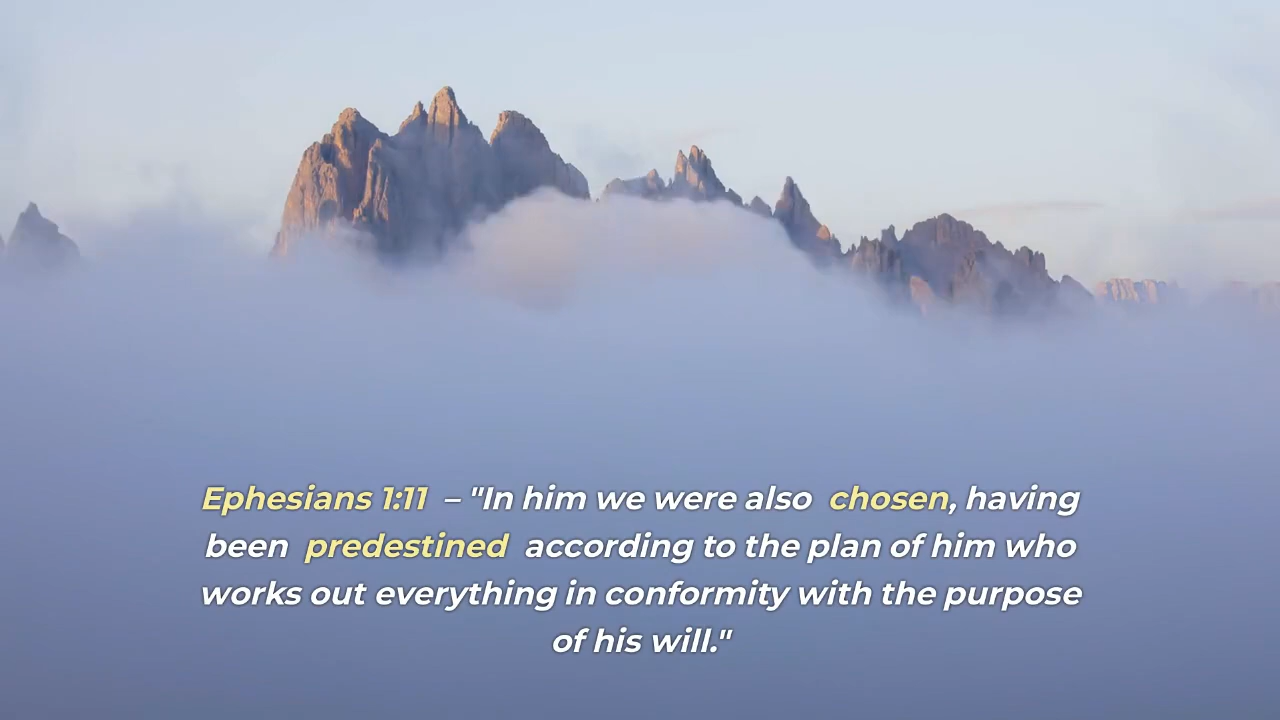 Ephesians 1:11 – "In him we were also chosen, having
been predestined according to the plan of him who
works out everything in conformity with the purpose
of his will."